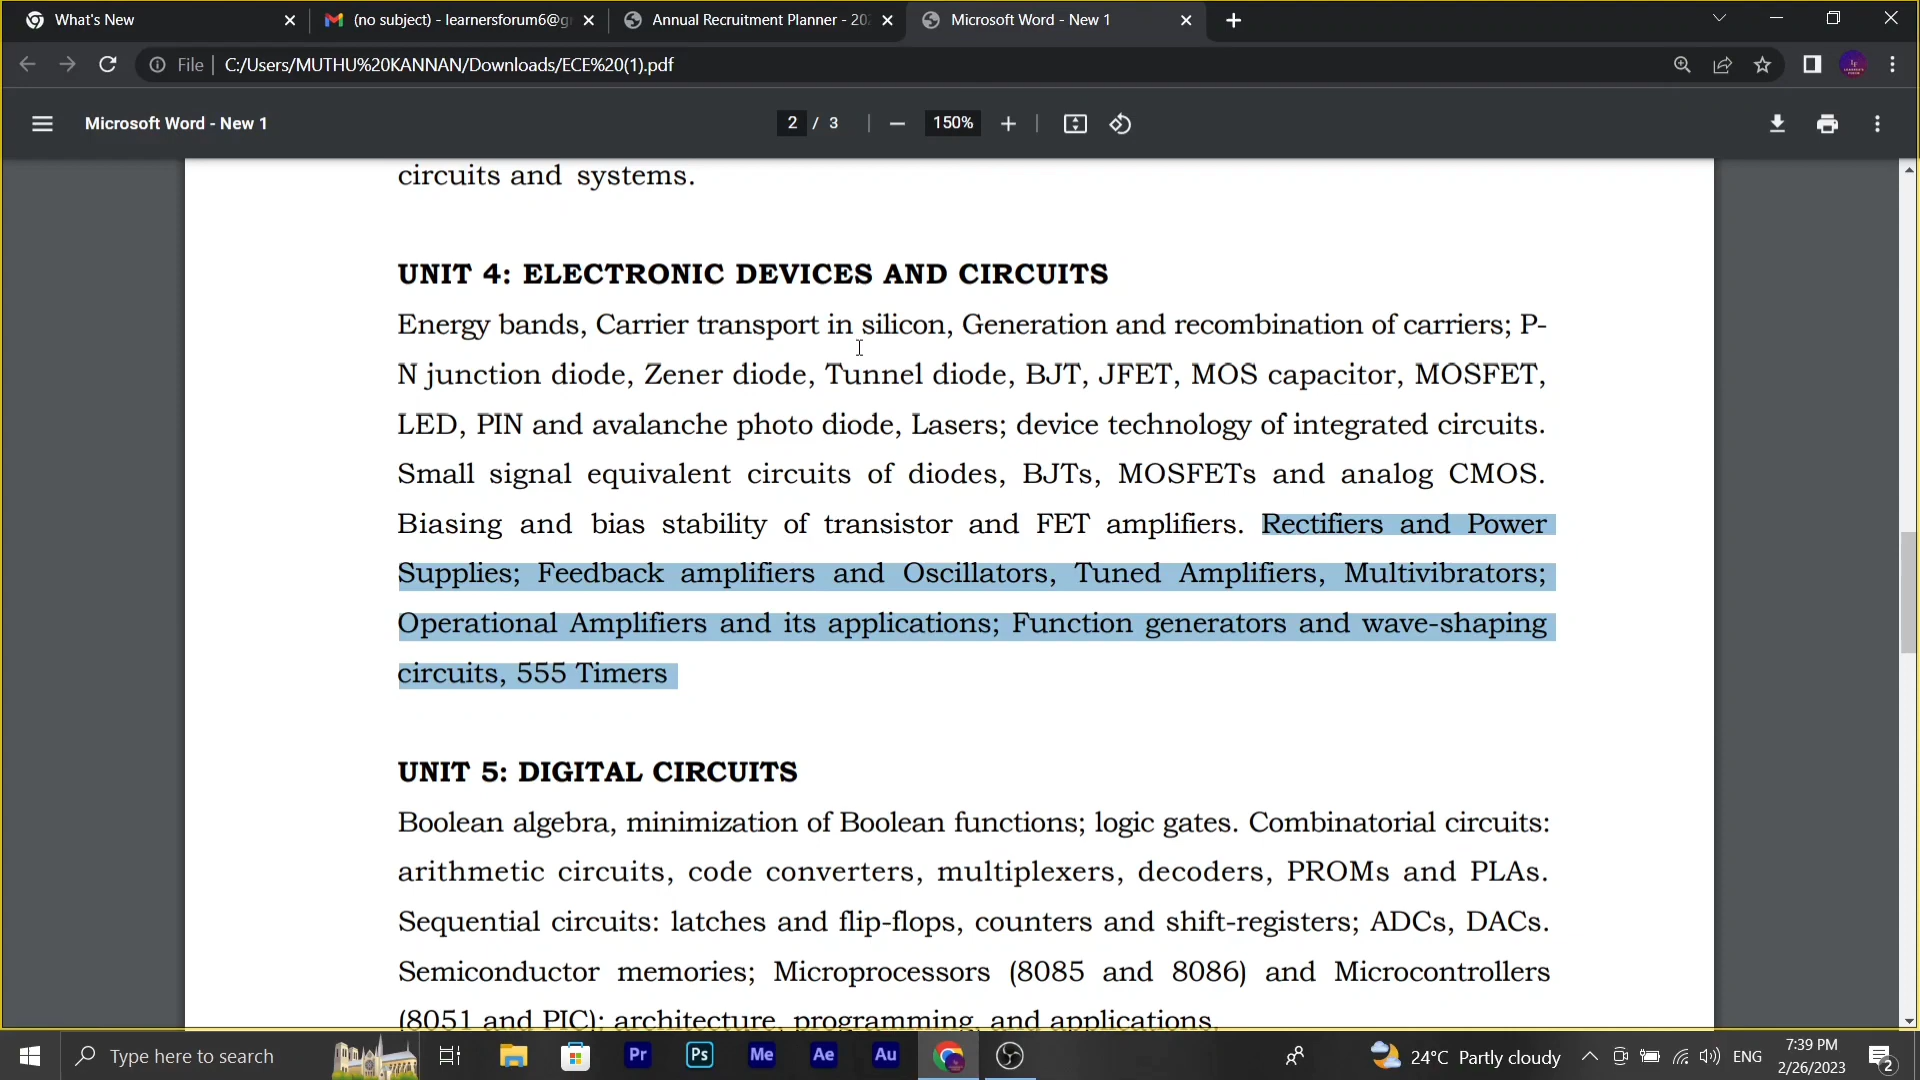 What's New
(no subject) - learnersforum6@g
Annual Recruitment Planner - 202
Microsoft Word - New 1
File
C:/Users/MUTHU%20KANNAN/Downloads/ECE%20(1).pdf
Microsoft Word - New 1
2 / 3
150%
circuits and systems.
UNIT 4: ELECTRONIC DEVICES AND CIRCUITS
Energy bands, Carrier transport in silicon, Generation and recombination of carriers; P-
N junction diode, Zener diode, Tunnel diode, BJT, JFET, MOS capacitor, MOSFET,
LED, PIN and avalanche photo diode, Lasers; device technology of integrated circuits.
Small signal equivalent circuits of diodes, BJTs, MOSFETs and analog CMOS.
Biasing and bias stability of transistor and FET amplifiers. Rectifiers and Power
Supplies; Feedback amplifiers and Oscillators, Tuned Amplifiers, Multivibrators;
Operational Amplifiers and its applications; Function generators and wave-shaping
circuits, 555 Timers
UNIT 5: DIGITAL CIRCUITS
Boolean algebra, minimization of Boolean functions; logic gates. Combinatorial circuits:
arithmetic circuits, code converters, multiplexers, decoders, PROMs and PLAs.
Sequential circuits: latches and flip-flops, counters and shift-registers; ADCs, DACs.
Semiconductor memories; Microprocessors (8085 and 8086) and Microcontrollers
(8051 and PIC): architecture, programming, and applications.
Type here to search
Pr
Ps
Me
Ae
Au
24°C Partly cloudy
ENG
7:39 PM
2/26/2023
2